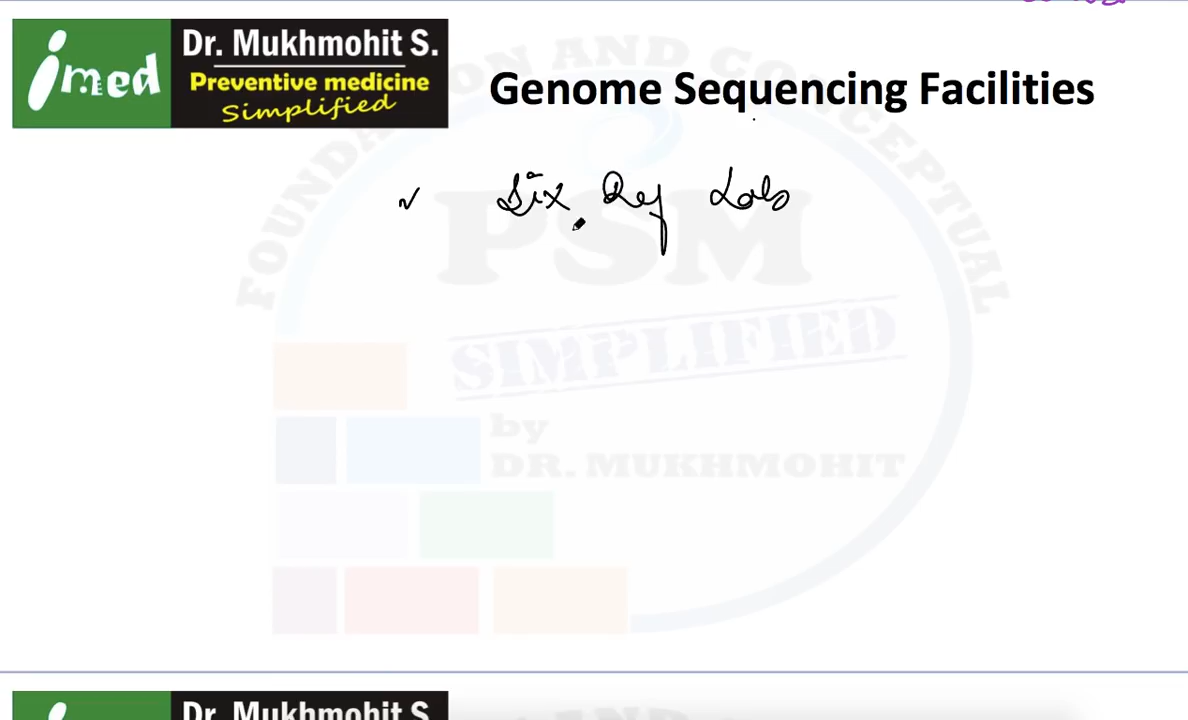 imed
Dr. Mukhmohit S.
Preventive medicine
Simplified
Genome Sequencing Facilities
✓ Six Ref Lab
FOUNDATION AND CONCEPTUAL
PSM
SIMPLIFIED
by
DR. MUKHMOHIT
Dr. Mukhmohit S.